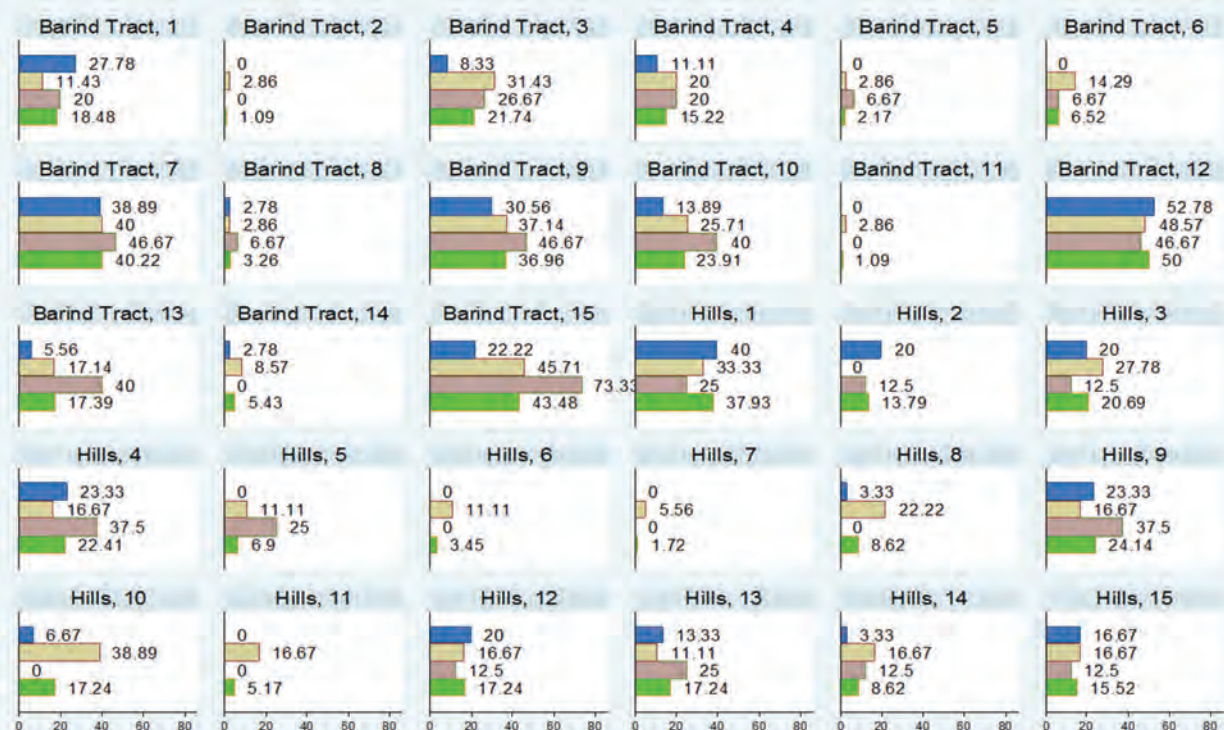 Barind Tract, 1 Barind Tract, 2 Barind Tract, 3 Barind Tract, 4 Barind Tract, 5 Barind Tract, 6
27.78 0 8.33 11.11 0 0
11.43 2.86 31.43 20 2.86 14.29
20 0 26.67 20 6.67 6.67
18.48 1.09 21.74 15.22 2.17 6.52
Barind Tract, 7 Barind Tract, 8 Barind Tract, 9 Barind Tract, 10 Barind Tract, 11 Barind Tract, 12
38.89 2.78 30.56 13.89 0 52.78
40 2.86 37.14 25.71 2.86 48.57
46.67 6.67 46.67 40 0 46.67
40.22 3.26 36.96 23.91 1.09 50
Barind Tract, 13 Barind Tract, 14 Barind Tract, 15 Hills, 1 Hills, 2 Hills, 3
5.56 2.78 22.22 40 20 20
17.14 8.57 45.71 33.33 0 27.78
40 0 73.33 25 12.5 12.5
17.39 5.43 43.48 37.93 13.79 20.69
Hills, 4 Hills, 5 Hills, 6 Hills, 7 Hills, 8 Hills, 9
23.33 0 0 0 3.33 23.33
16.67 11.11 11.11 5.56 22.22 16.67
37.5 25 0 0 0 37.5
22.41 6.9 3.45 1.72 8.62 24.14
Hills, 10 Hills, 11 Hills, 12 Hills, 13 Hills, 14 Hills, 15
6.67 0 20 13.33 3.33 16.67
38.89 16.67 16.67 11.11 16.67 16.67
0 0 12.5 25 12.5 12.5
17.24 5.17 17.24 17.24 8.62 15.52
0 20 40 60 80 0 20 40 60 80 0 20 40 60 80 0 20 40 60 80 0 20 40 60 80 0 20 40 60 80